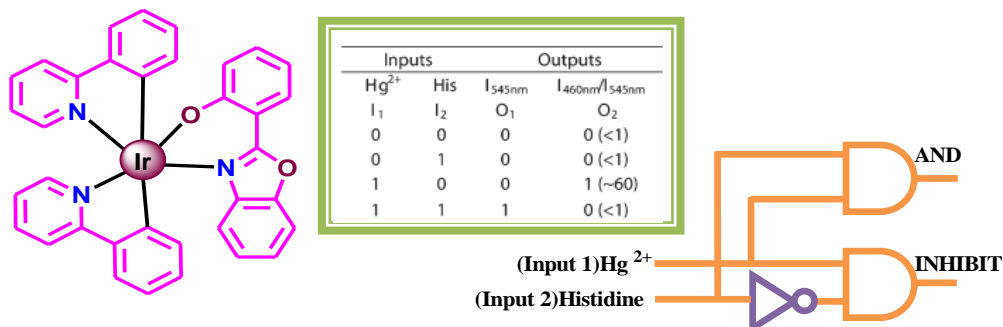 N
O
Ir
N
O
N
Inputs Outputs
Hg²⁺ His I₅₄₅ₙₘ I₄₆₀ₙₘ/I₅₄₅ₙₘ
I₁ I₂ O₁ O₂
0 0 0 0 (<1)
0 1 0 0 (<1)
1 0 0 1 (~60)
1 1 1 0 (<1)
AND
(Input 1)Hg ²⁺
INHIBIT
(Input 2)Histidine